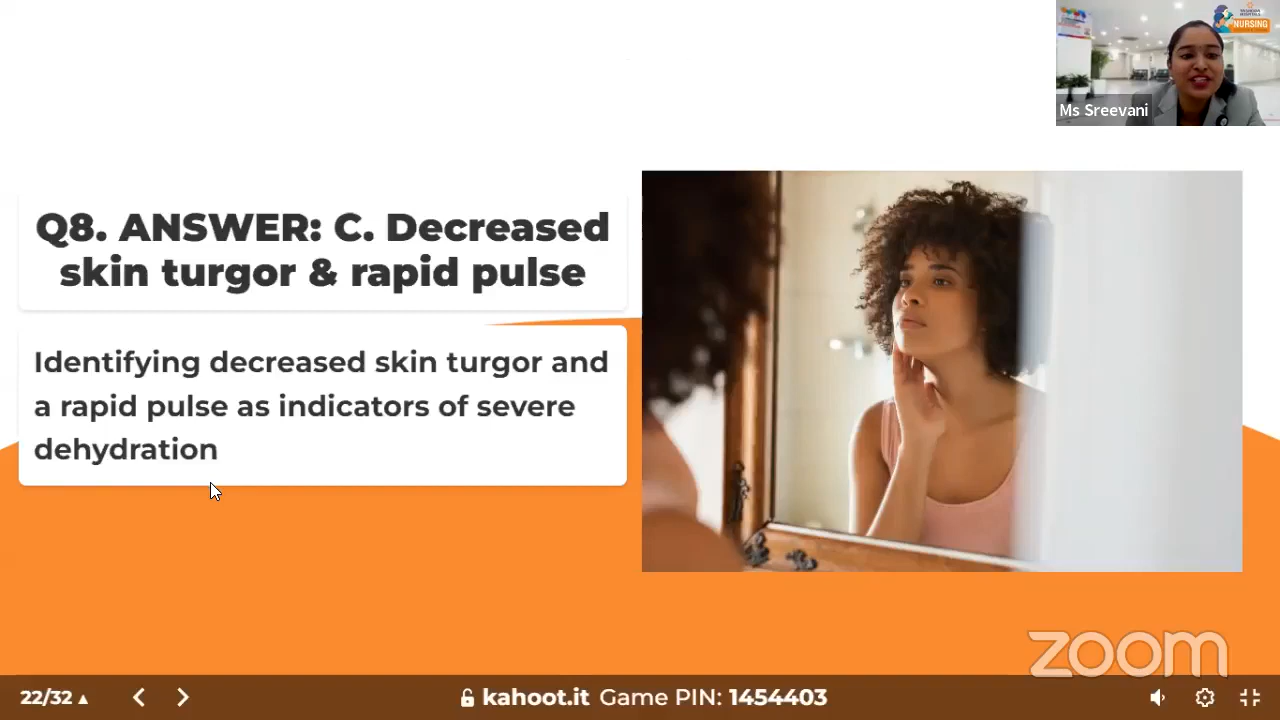 NURSING
Ms Sreevani
Q8. ANSWER: C. Decreased
skin turgor & rapid pulse
Identifying decreased skin turgor and
a rapid pulse as indicators of severe
dehydration
zoom
22/32
kahoot.it Game PIN: 1454403